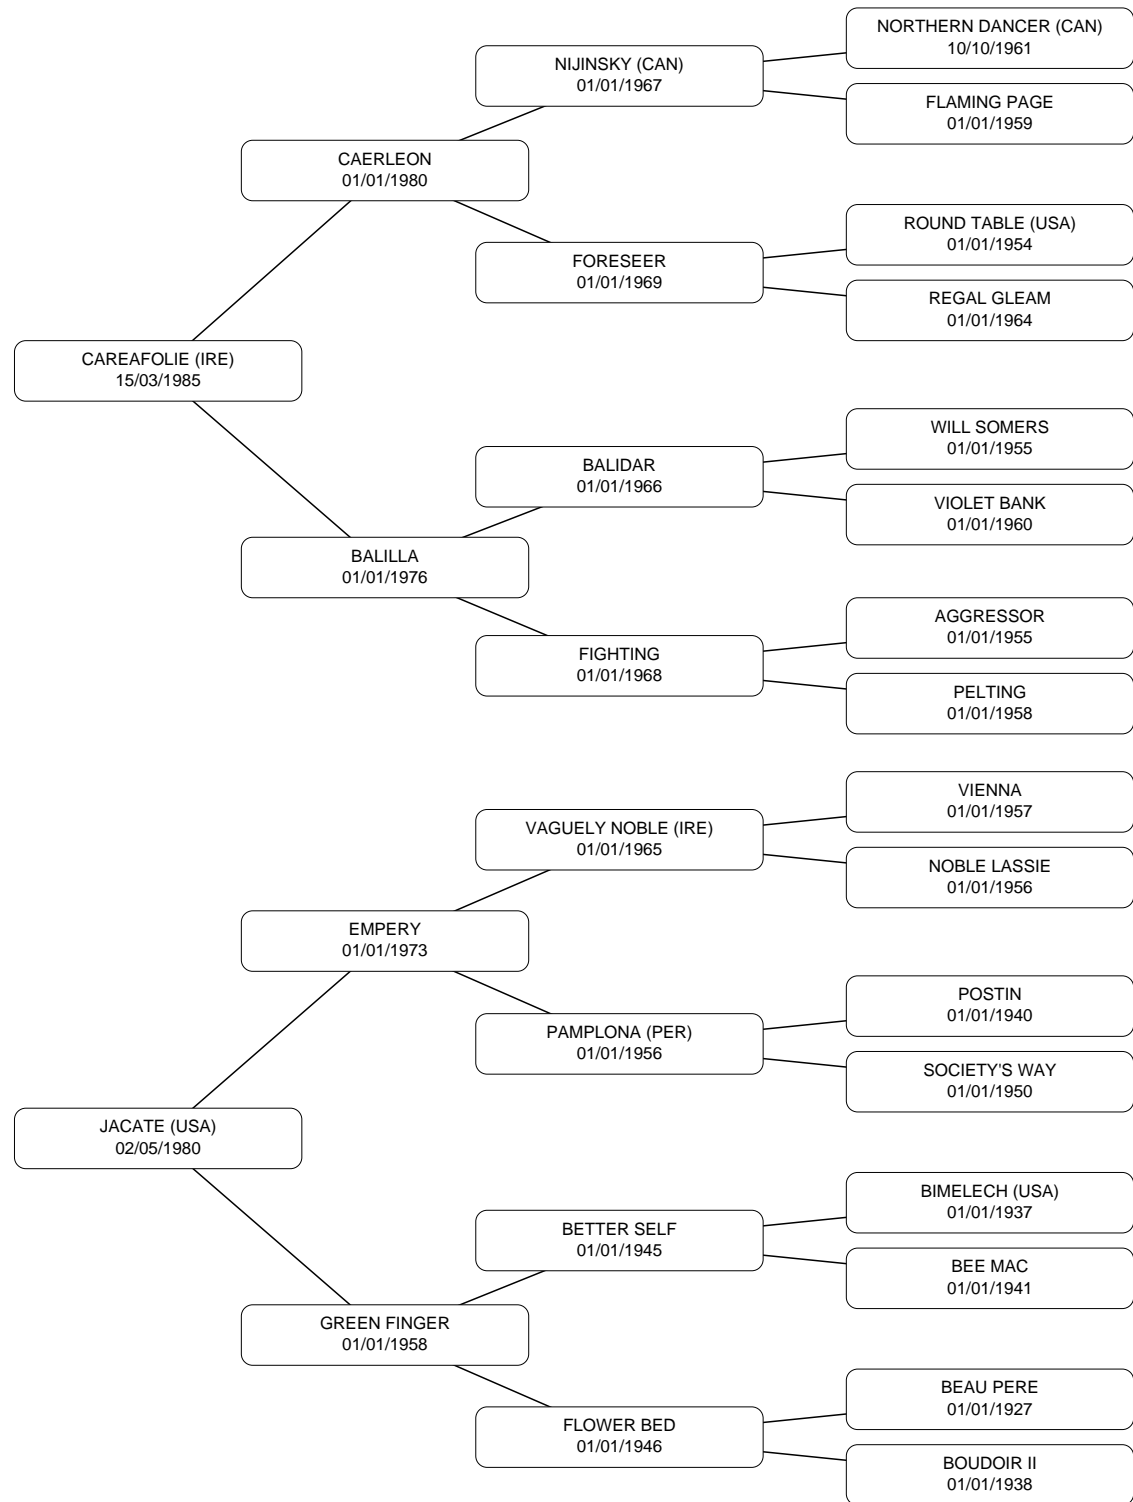 NORTHERN DANCER (CAN)
10/10/1961
NIJINSKY (CAN)
01/01/1967
FLAMING PAGE
01/01/1959
CAERLEON
01/01/1980
ROUND TABLE (USA)
01/01/1954
FORESEER
01/01/1969
REGAL GLEAM
01/01/1964
CAREAFOLIE (IRE)
15/03/1985
WILL SOMERS
01/01/1955
BALIDAR
01/01/1966
VIOLET BANK
01/01/1960
BALILLA
01/01/1976
AGGRESSOR
01/01/1955
FIGHTING
01/01/1968
PELTING
01/01/1958
VIENNA
01/01/1957
VAGUELY NOBLE (IRE)
01/01/1965
NOBLE LASSIE
01/01/1956
EMPERY
01/01/1973
POSTIN
01/01/1940
PAMPLONA (PER)
01/01/1956
SOCIETY'S WAY
01/01/1950
JACATE (USA)
02/05/1980
BIMELECH (USA)
01/01/1937
BETTER SELF
01/01/1945
BEE MAC
01/01/1941
GREEN FINGER
01/01/1958
BEAU PERE
01/01/1927
FLOWER BED
01/01/1946
BOUDOIR II
01/01/1938